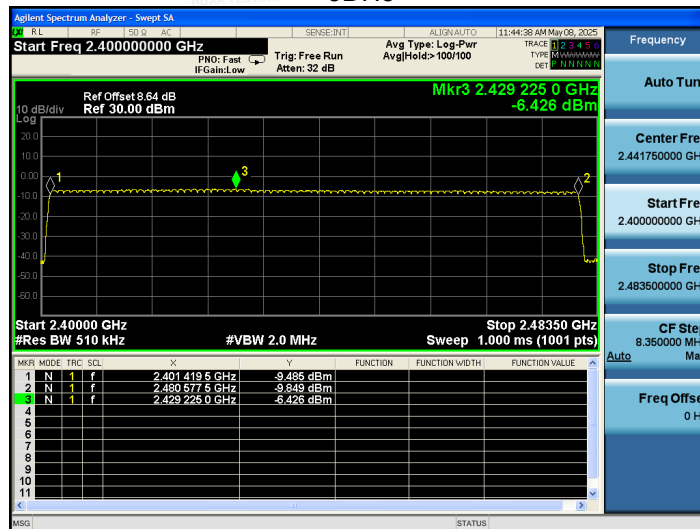 Agilent Spectrum Analyzer - Swept SA
RL RF 50 Ω AC SENSE:INT ALIGN AUTO 11:44:38 AM May 08, 2025
Start Freq 2.400000000 GHz
PNO: Fast
IFGain:Low
Trig: Free Run
Atten: 32 dB
Avg Type: Log-Pwr
Avg|Hold:> 100/100
TRACE 1 2 3 4 5 6
TYPE M W W W W W
DET P N N N N N
Frequency
Ref Offset 8.64 dB
Ref 30.00 dBm
10 dB/div
Log
Mkr3 2.429 225 0 GHz
-6.426 dBm
20.0
10.0
0.00
-10.0
-20.0
-30.0
-40.0
-50.0
-60.0
1
3
2
Start 2.40000 GHz
Stop 2.48350 GHz
#Res BW 510 kHz
#VBW 2.0 MHz
Sweep 1.000 ms (1001 pts)
MKR MODE TRC SCL X Y FUNCTION FUNCTION WIDTH FUNCTION VALUE
1 N 1 f 2.401 419 5 GHz -9.485 dBm
2 N 1 f 2.480 577 5 GHz -9.849 dBm
3 N 1 f 2.429 225 0 GHz -6.426 dBm
4
5
6
7
8
9
10
11
MSG
STATUS
Auto Tun
Center Fre
2.441750000 GH
Start Fre
2.400000000 GH
Stop Fre
2.483500000 GH
CF Ste
8.350000 MH
Auto Ma
Freq Offse
0 H